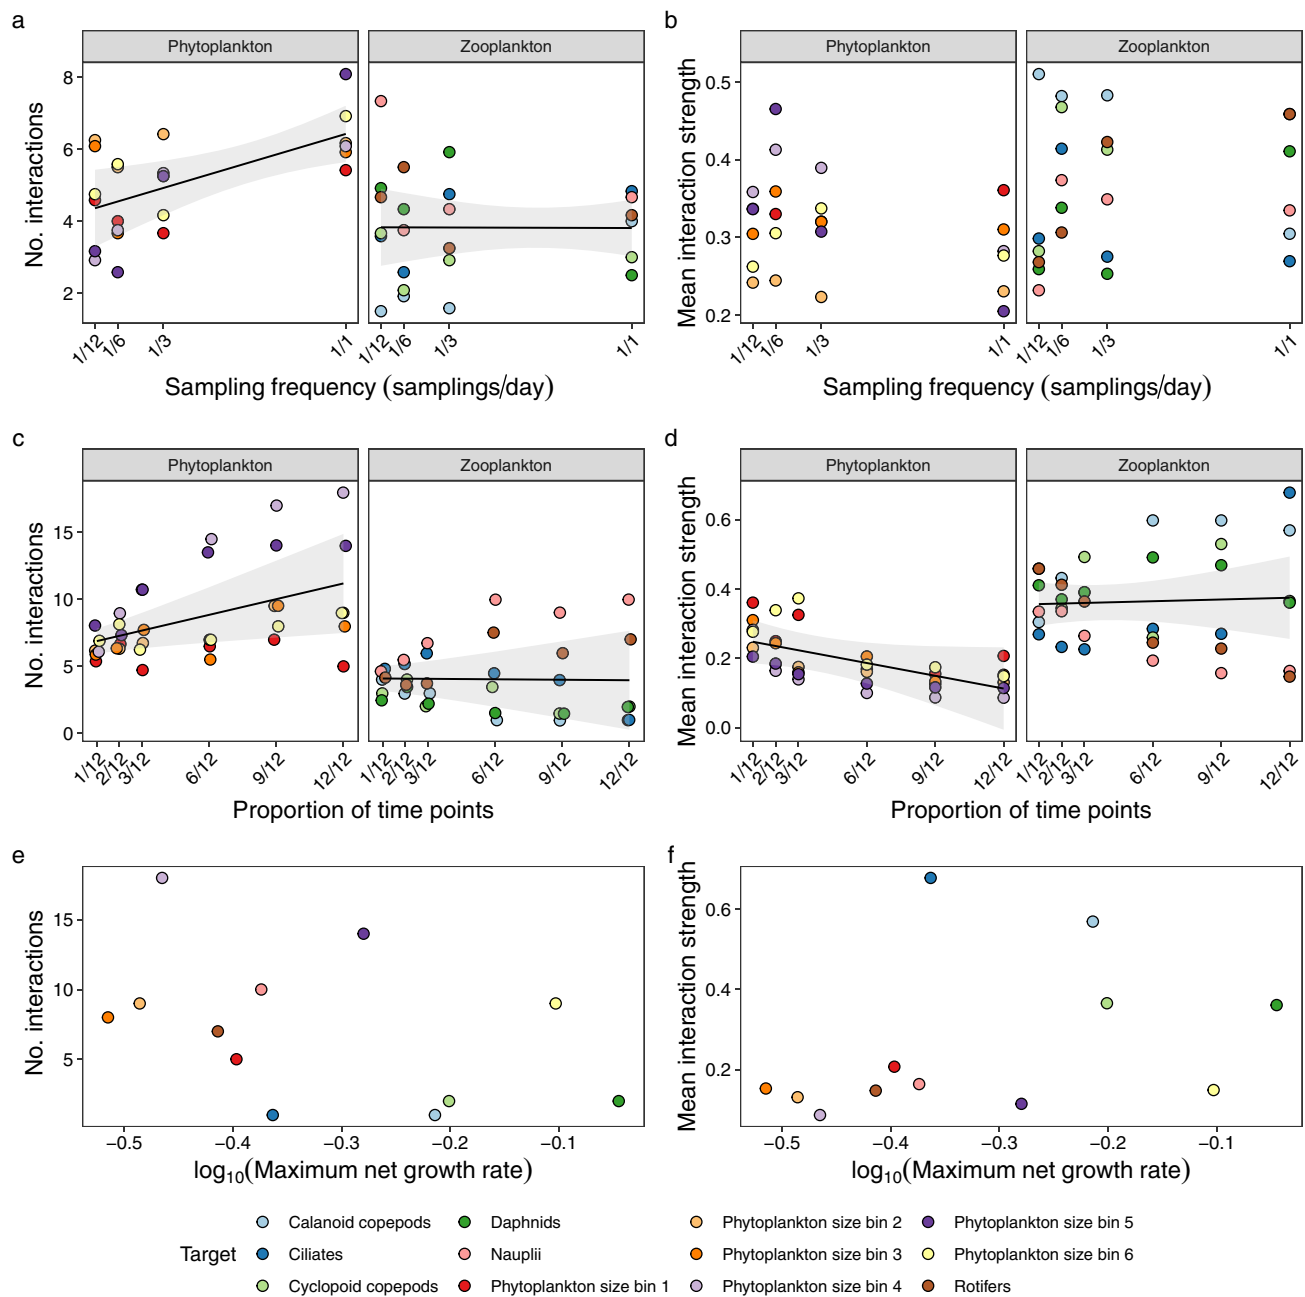 a
b
Phytoplankton
Zooplankton
Phytoplankton
Zooplankton
No. interactions
8
6
4
2
Mean interaction strength
0.5
0.4
0.3
0.2
1/12 1/6 1/3 1/1
1/12 1/6 1/3 1/1
1/12 1/6 1/3 1/1
1/12 1/6 1/3 1/1
Sampling frequency (samplings/day)
Sampling frequency (samplings/day)
c
d
Phytoplankton
Zooplankton
Phytoplankton
Zooplankton
No. interactions
15
10
5
0
Mean interaction strength
0.6
0.4
0.2
0.0
1/12 2/12 3/12 6/12 9/12 12/12
1/12 2/12 3/12 6/12 9/12 12/12
1/12 2/12 3/12 6/12 9/12 12/12
1/12 2/12 3/12 6/12 9/12 12/12
Proportion of time points
Proportion of time points
e
f
No. interactions
15
10
5
Mean interaction strength
0.6
0.4
0.2
−0.5 −0.4 −0.3 −0.2 −0.1
−0.5 −0.4 −0.3 −0.2 −0.1
log₁₀(Maximum net growth rate)
log₁₀(Maximum net growth rate)
Target
Calanoid copepods
Ciliates
Cyclopoid copepods
Daphnids
Nauplii
Phytoplankton size bin 1
Phytoplankton size bin 2
Phytoplankton size bin 3
Phytoplankton size bin 4
Phytoplankton size bin 5
Phytoplankton size bin 6
Rotifers